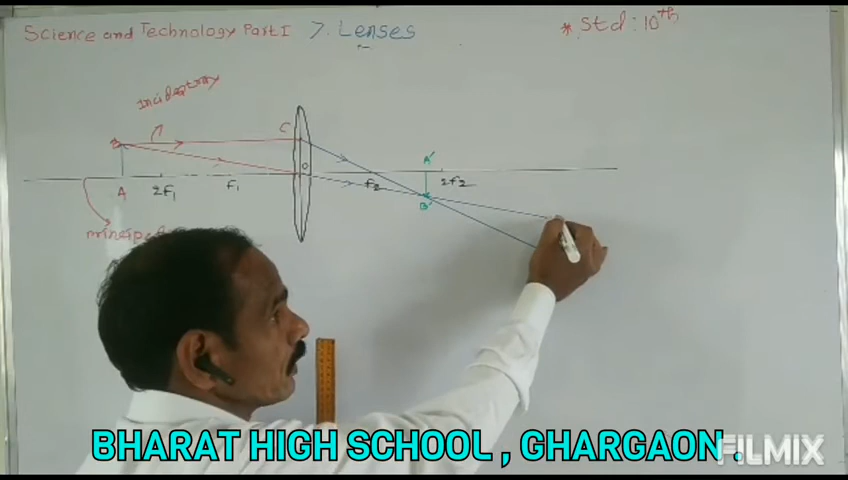 Science and Technology Part I 7. Lenses
* Std : 10th
Incident ray
C
B
A'
O
A 2F1 F1 F2 2F2
B'
BHARAT HIGH SCHOOL , GHARGAON .
FILMIX